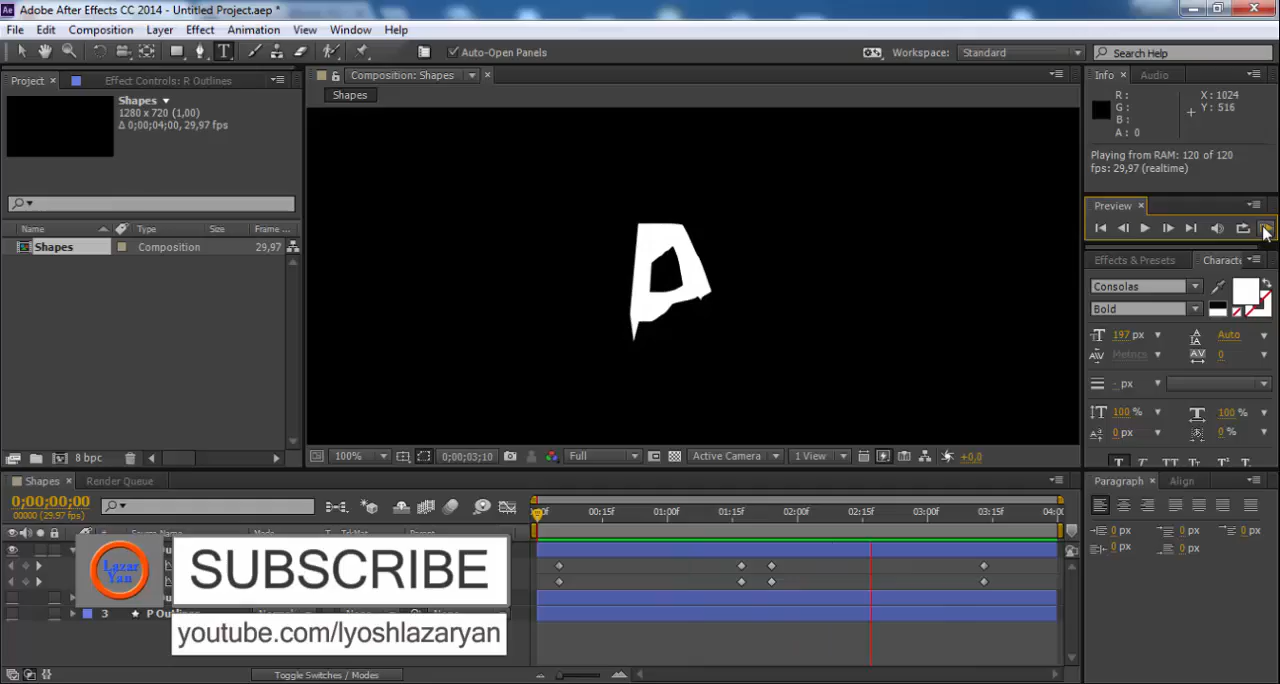 Adobe After Effects CC 2014 - Untitled Project.aep *
File Edit Composition Layer Effect Animation View Window Help
Auto-Open Panels
Workspace: Standard
Search Help
Project
Effect Controls: R Outlines
Shapes
1280 x 720 (1,00)
Δ 0;00;04;00, 29,97 fps
Name Type Frame ...
Shapes Composition 29,97
8 bpc
Composition: Shapes
Shapes
100% 0;00;03;10 Full Active Camera 1 View +0,0
Info Audio
R : X : 1024
G : Y : 516
B :
A : 0
Playing from RAM: 120 of 120
fps: 29,97 (realtime)
Preview
Effects & Presets Characte
Consolas
Bold
197 px Auto
Metrics 0
- px
100 % 100 %
0 px 0 %
Paragraph Align
0 px 0 px 0 px
0 px 0 px
Shapes Render Queue
0;00;00;00
00000 (29.97 fps)
00:15f 01:00f 01:15f 02:00f 02:15f 03:00f 03:15f 04:00
3 P Ou
Lazar
Yan
SUBSCRIBE
youtube.com/lyoshlazaryan
Toggle Switches / Modes